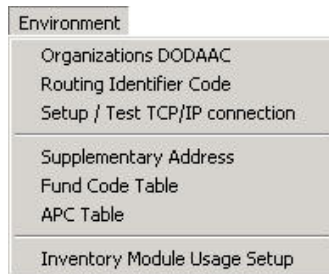 Environment
Organizations DODAAC
Routing Identifier Code
Setup / Test TCP/IP connection
Supplementary Address
Fund Code Table
APC Table
Inventory Module Usage Setup